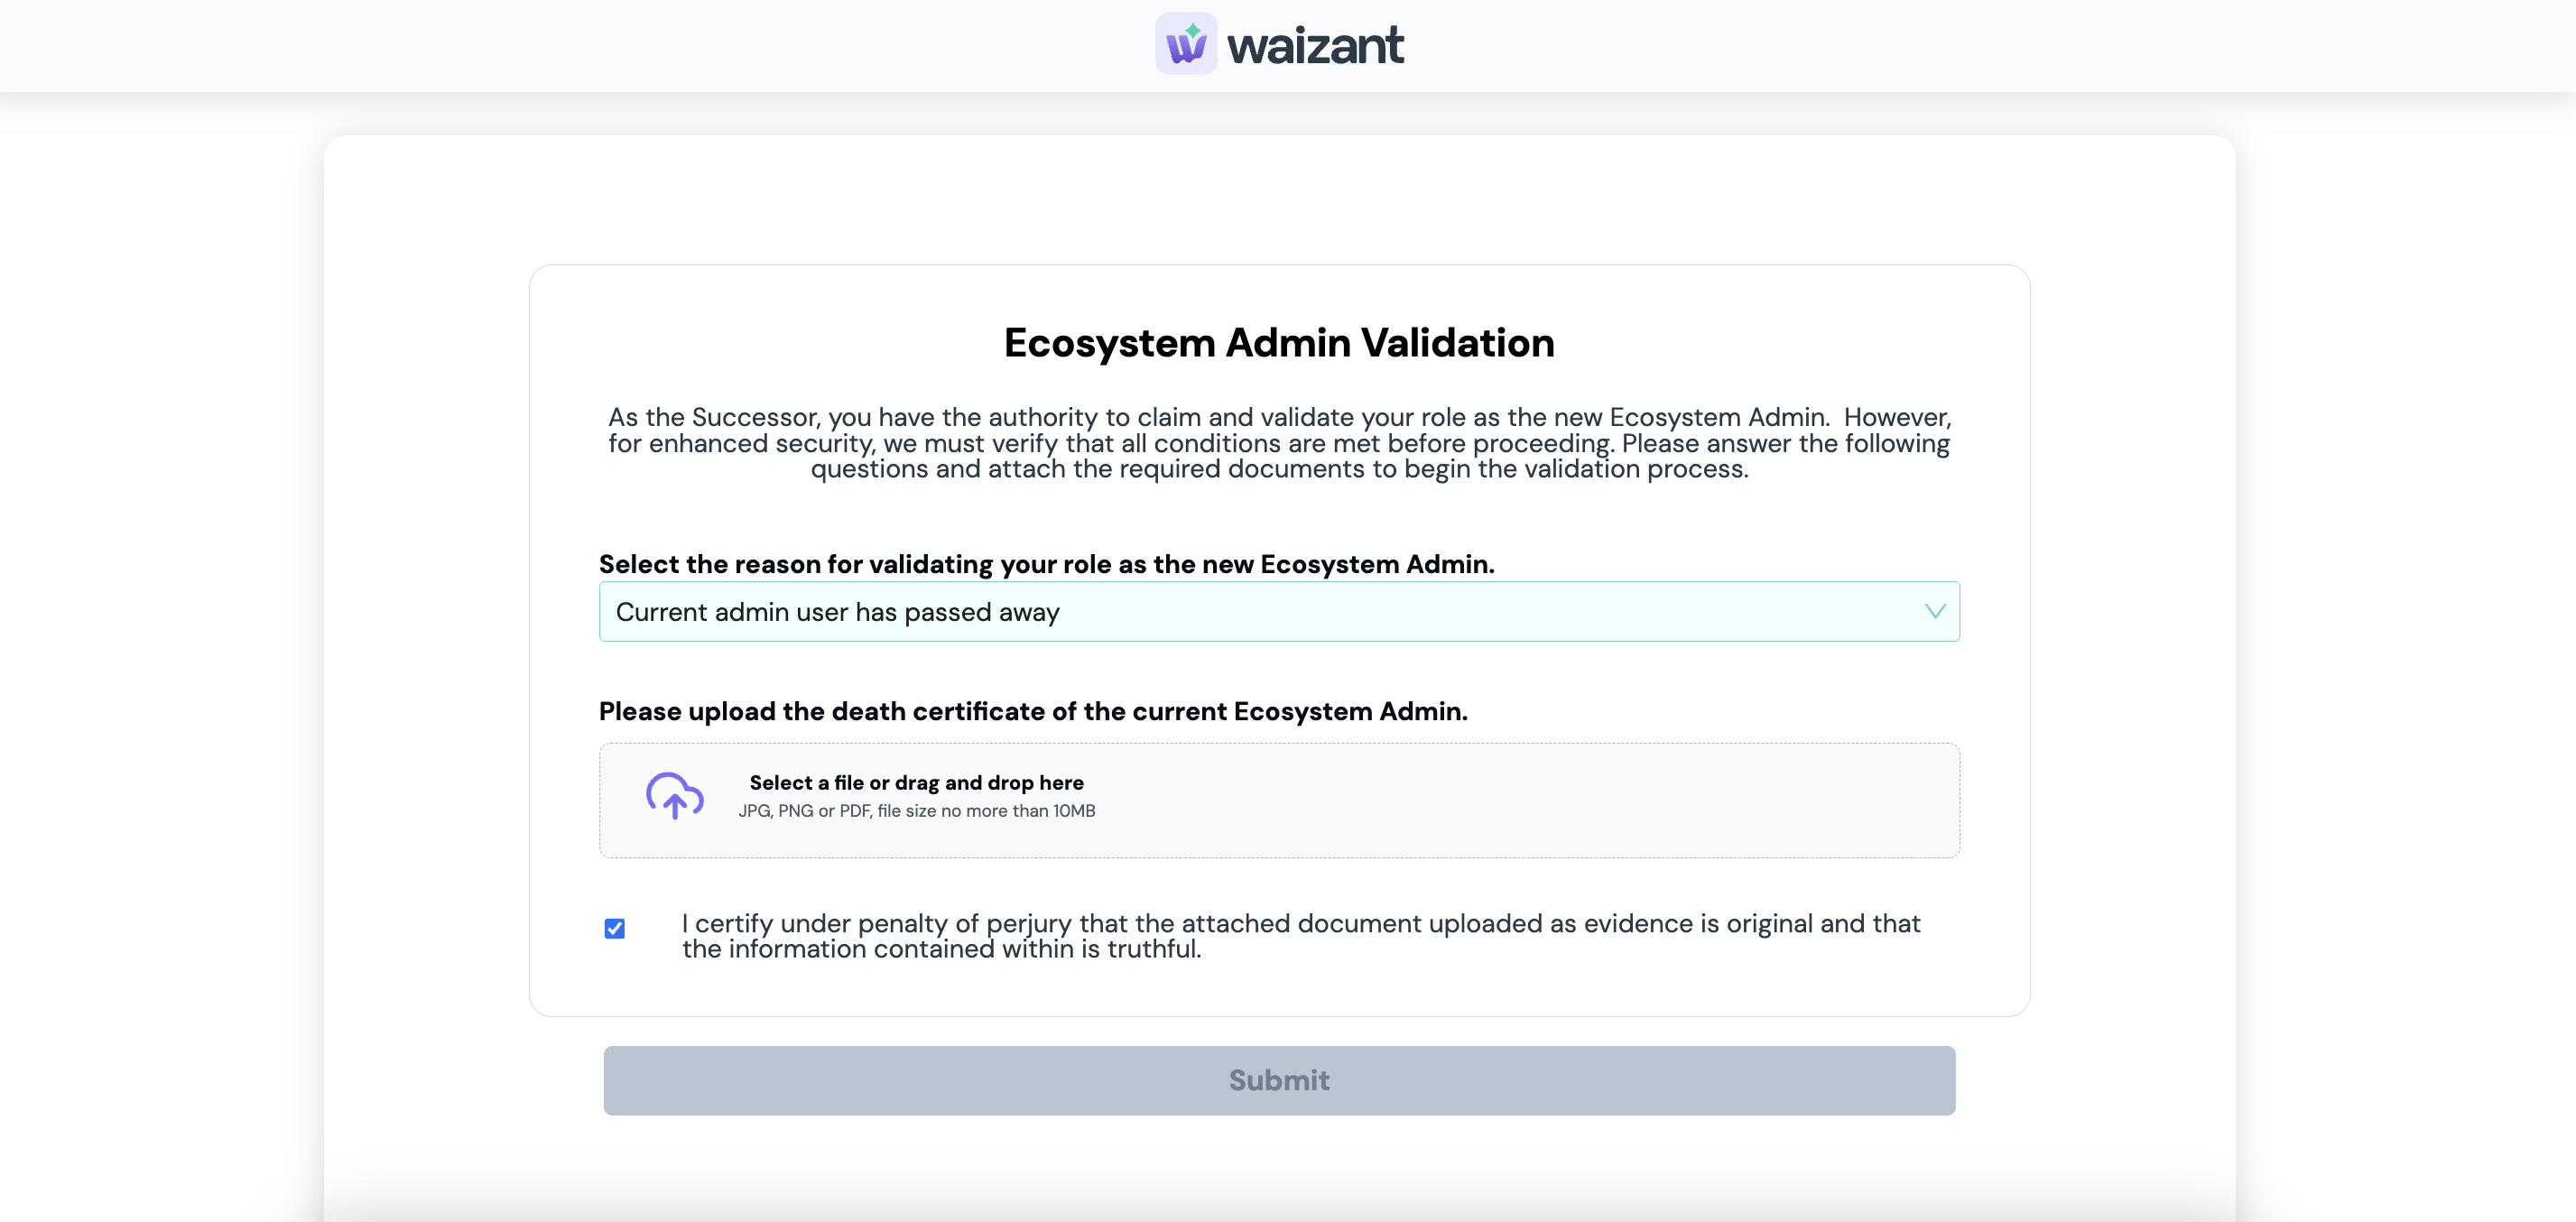 waizant
Ecosystem Admin Validation
As the Successor, you have the authority to claim and validate your role as the new Ecosystem Admin.  However,
for enhanced security, we must verify that all conditions are met before proceeding. Please answer the following
questions and attach the required documents to begin the validation process.
Select the reason for validating your role as the new Ecosystem Admin.
Current admin user has passed away
Please upload the death certificate of the current Ecosystem Admin.
Select a file or drag and drop here
JPG, PNG or PDF, file size no more than 10MB
I certify under penalty of perjury that the attached document uploaded as evidence is original and that
the information contained within is truthful.
Submit